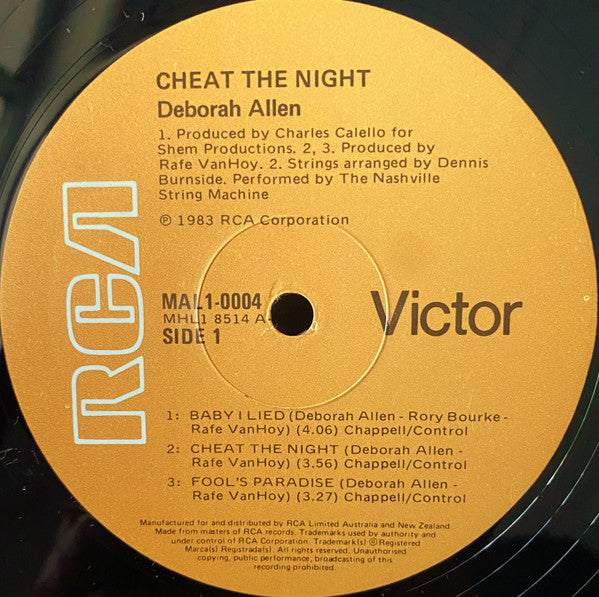 CHEAT THE NIGHT
Deborah Allen
1. Produced by Charles Calello for
Shem Productions. 2, 3. Produced by
Rafe VanHoy. 2. Strings arranged by Dennis
Burnside. Performed by The Nashville
String Machine
℗ 1983 RCA Corporation
RCA
MAL1-0004
MHL1 8514 A-
SIDE 1
Victor
1: BABY I LIED (Deborah Allen - Rory Bourke -
Rafe VanHoy) (4.06) Chappell/Control
2: CHEAT THE NIGHT (Deborah Allen -
Rafe VanHoy) (3.56) Chappell/Control
3: FOOL'S PARADISE (Deborah Allen -
Rafe VanHoy) (3.27) Chappell/Control
Manufactured for and distributed by RCA Limited Australia and New Zealand
Made from masters of RCA records. Trademarks used by authority and
under control of RCA Corporation. Trademark(s) ® Registered
Marca(s) Registrada(s). All rights reserved. Unauthorised
copying, public performance, broadcasting of this
recording prohibited.